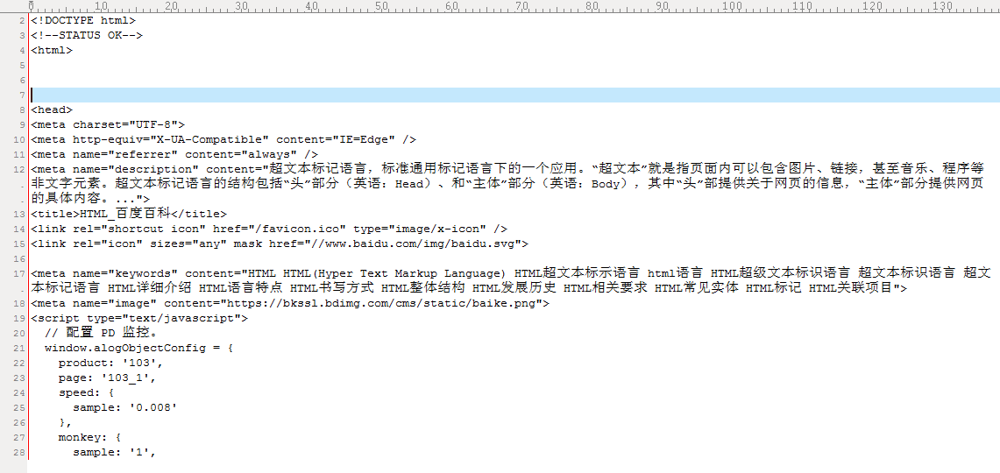 0 10 20 30 40 50 60 70 80 90 100 110 120 130
2 <!DOCTYPE html>
3 <!--STATUS OK-->
4 <html>
5
6
7
8 <head>
9 <meta charset="UTF-8">
10 <meta http-equiv="X-UA-Compatible" content="IE=Edge" />
11 <meta name="referrer" content="always" />
12 <meta name="description" content="超文本标记语言，标准通用标记语言下的一个应用。“超文本”就是指页面内可以包含图片、链接，甚至音乐、程序等
. 非文字元素。超文本标记语言的结构包括“头”部分（英语：Head）、和“主体”部分（英语：Body），其中“头”部提供关于网页的信息，“主体”部分提供网页
. 的具体内容。...">
13 <title>HTML_百度百科</title>
14 <link rel="shortcut icon" href="/favicon.ico" type="image/x-icon" />
15 <link rel="icon" sizes="any" mask href="//www.baidu.com/img/baidu.svg">
16
17 <meta name="keywords" content="HTML HTML(Hyper Text Markup Language) HTML超文本标示语言 html语言 HTML超级文本标识语言 超文本标识语言 超文
. 本标记语言 HTML详细介绍 HTML语言特点 HTML书写方式 HTML整体结构 HTML发展历史 HTML相关要求 HTML常见实体 HTML标记 HTML关联项目">
18 <meta name="image" content="https://bkssl.bdimg.com/cms/static/baike.png">
19 <script type="text/javascript">
20 // 配置 PD 监控。
21 window.alogObjectConfig = {
22 product: '103',
23 page: '103_1',
24 speed: {
25 sample: '0.008'
26 },
27 monkey: {
28 sample: '1',